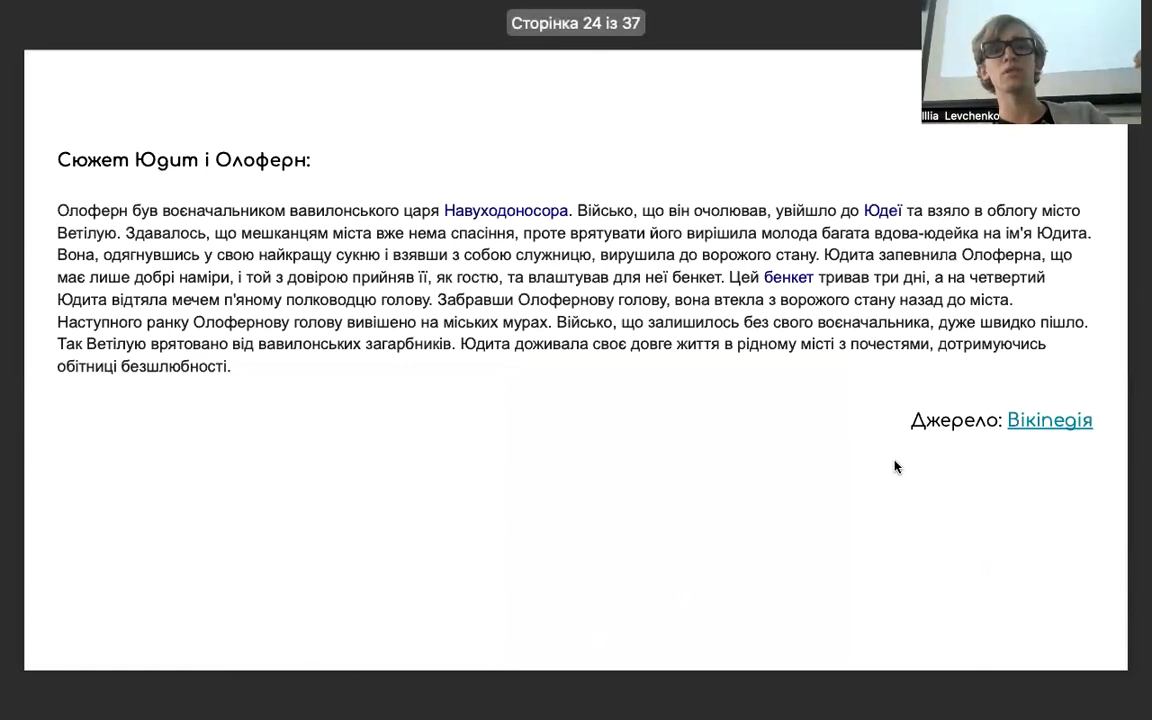 Сторінка 24 із 37
Illia Levchenko
Сюжет Юдит і Олоферн:
Олоферн був воєначальником вавилонського царя Навуходоносора. Військо, що він очолював, увійшло до Юдеї та взяло в облогу місто
Ветілую. Здавалось, що мешканцям міста вже нема спасіння, проте врятувати його вирішила молода багата вдова-юдейка на ім'я Юдита.
Вона, одягнувшись у свою найкращу сукню і взявши з собою служницю, вирушила до ворожого стану. Юдита запевнила Олоферна, що
має лише добрі наміри, і той з довірою прийняв її, як гостю, та влаштував для неї бенкет. Цей бенкет тривав три дні, а на четвертий
Юдита відтяла мечем п'яному полководцю голову. Забравши Олофернову голову, вона втекла з ворожого стану назад до міста.
Наступного ранку Олофернову голову вивішено на міських мурах. Військо, що залишилось без свого воєначальника, дуже швидко пішло.
Так Ветілую врятовано від вавилонських загарбників. Юдита доживала своє довге життя в рідному місті з почестями, дотримуючись
обітниці безшлюбності.
Джерело: Вікіпедія